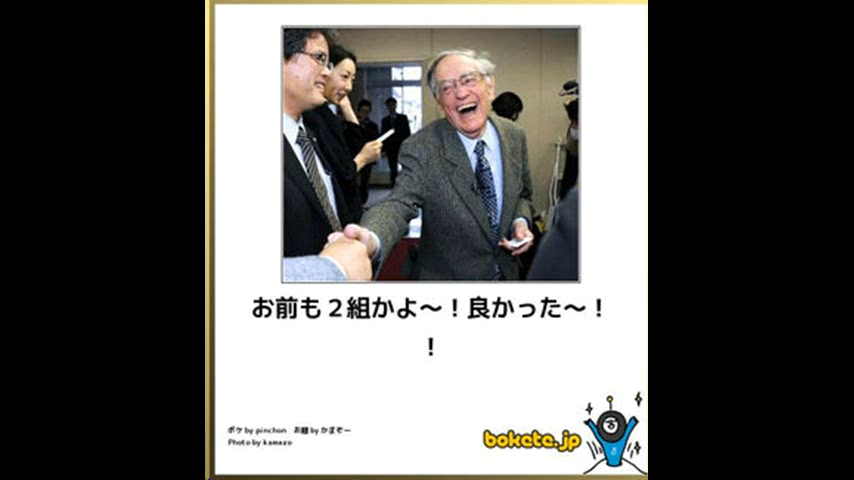 お前も２組かよ～！良かった～！
！
ボケ by pinchon　お題 by かまぞー
Photo by kamazo
bokete.jp